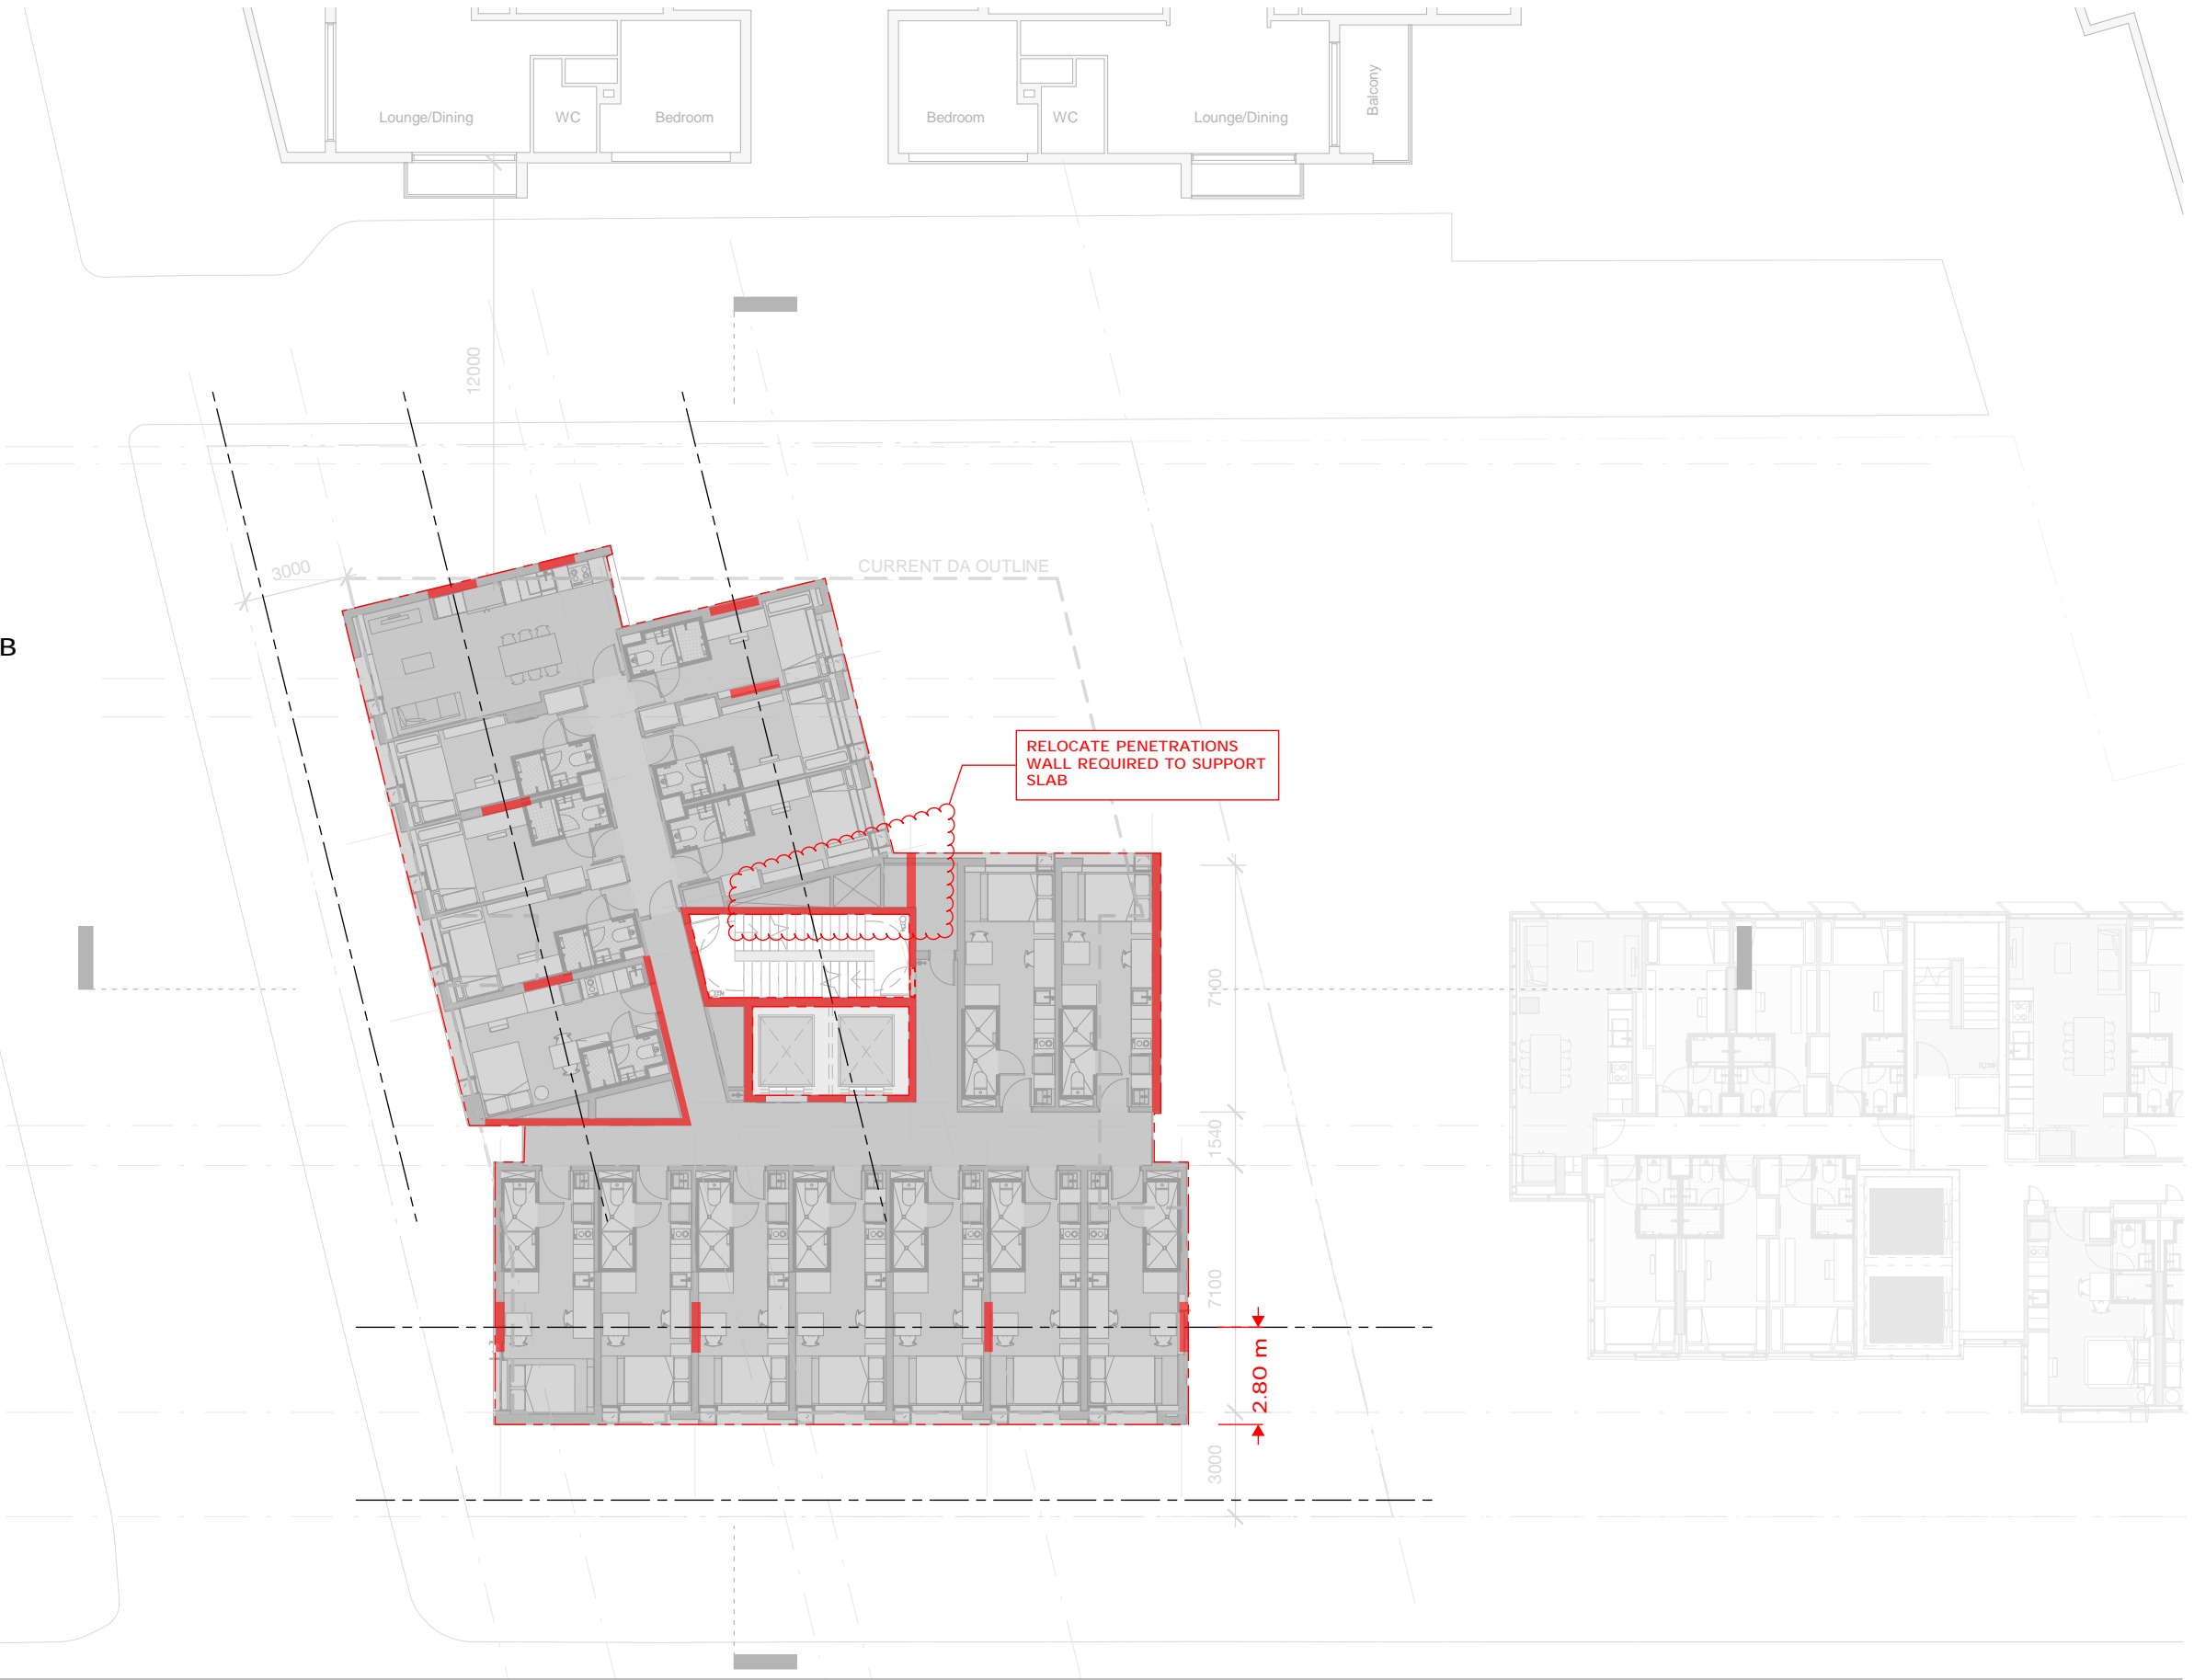 Lounge/Dining
WC
Bedroom
Bedroom
WC
Lounge/Dining
Balcony
12000
3000
CURRENT DA OUTLINE
B
RELOCATE PENETRATIONS
WALL REQUIRED TO SUPPORT
SLAB
7100
1540
7100
2.80 m
3000